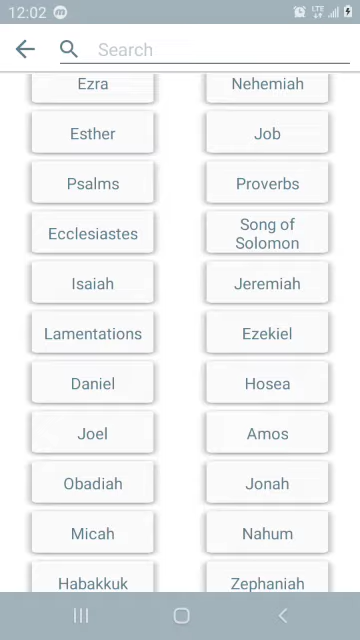 12:02 LTE
Search
Ezra Nehemiah
Esther Job
Psalms Proverbs
Ecclesiastes Song of
Solomon
Isaiah Jeremiah
Lamentations Ezekiel
Daniel Hosea
Joel Amos
Obadiah Jonah
Micah Nahum
Habakkuk Zephaniah